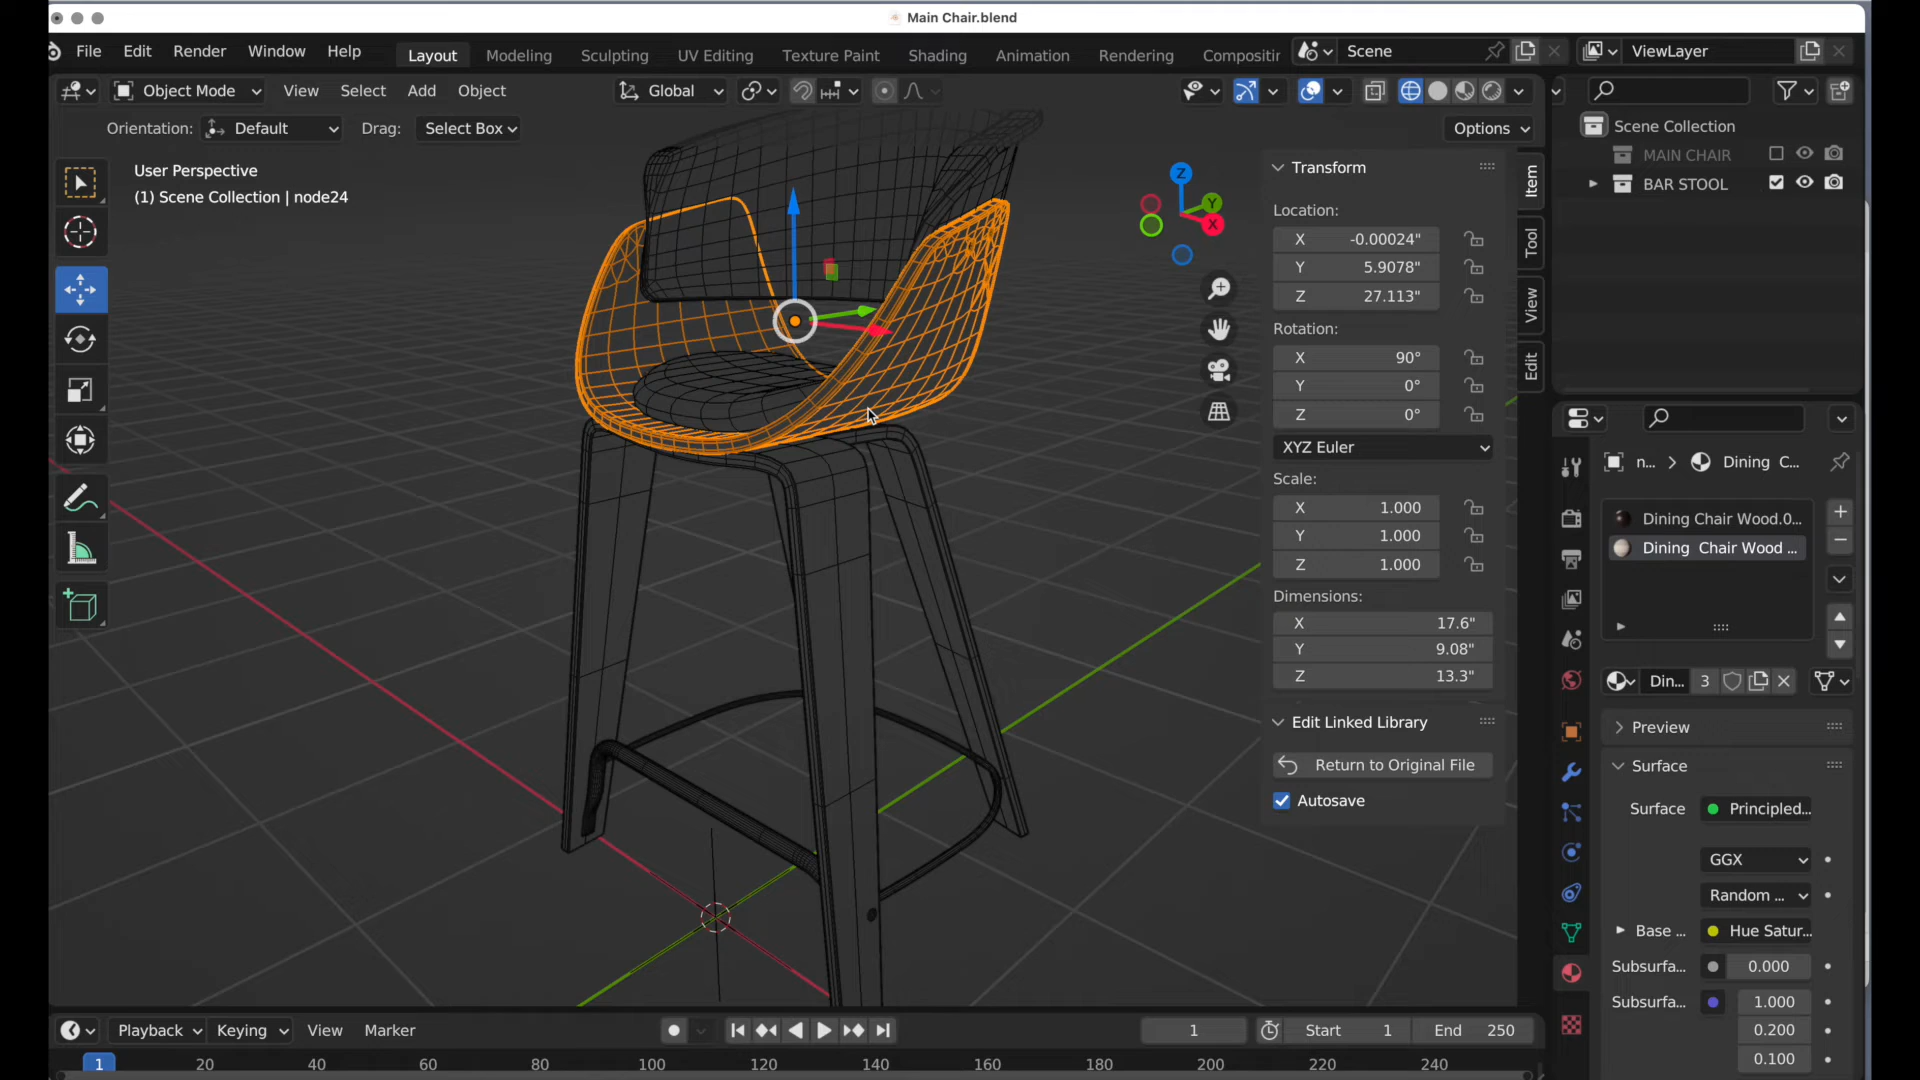 Main Chair.blend
File Edit Render Window Help Layout Modeling Sculpting UV Editing Texture Paint Shading Animation Rendering Compositir Scene ViewLayer
Object Mode View Select Add Object Global
Orientation: Default Drag: Select Box Options
User Perspective
(1) Scene Collection | node24
Z
Y
X
Transform
Location:
X -0.00024"
Y 5.9078"
Z 27.113"
Rotation:
X 90°
Y 0°
Z 0°
XYZ Euler
Scale:
X 1.000
Y 1.000
Z 1.000
Dimensions:
X 17.6"
Y 9.08"
Z 13.3"
Edit Linked Library
Return to Original File
Autosave
Item
Tool
View
Edit
Scene Collection
MAIN CHAIR
BAR STOOL
n... Dining C...
Dining Chair Wood.0...
Dining Chair Wood ...
Din... 3
Preview
Surface
Surface Principled...
GGX
Random ...
Base ... Hue Satur...
Subsurfa... 0.000
Subsurfa... 1.000
0.200
0.100
Playback Keying View Marker 1 Start 1 End 250
1 20 40 60 80 100 120 140 160 180 200 220 240